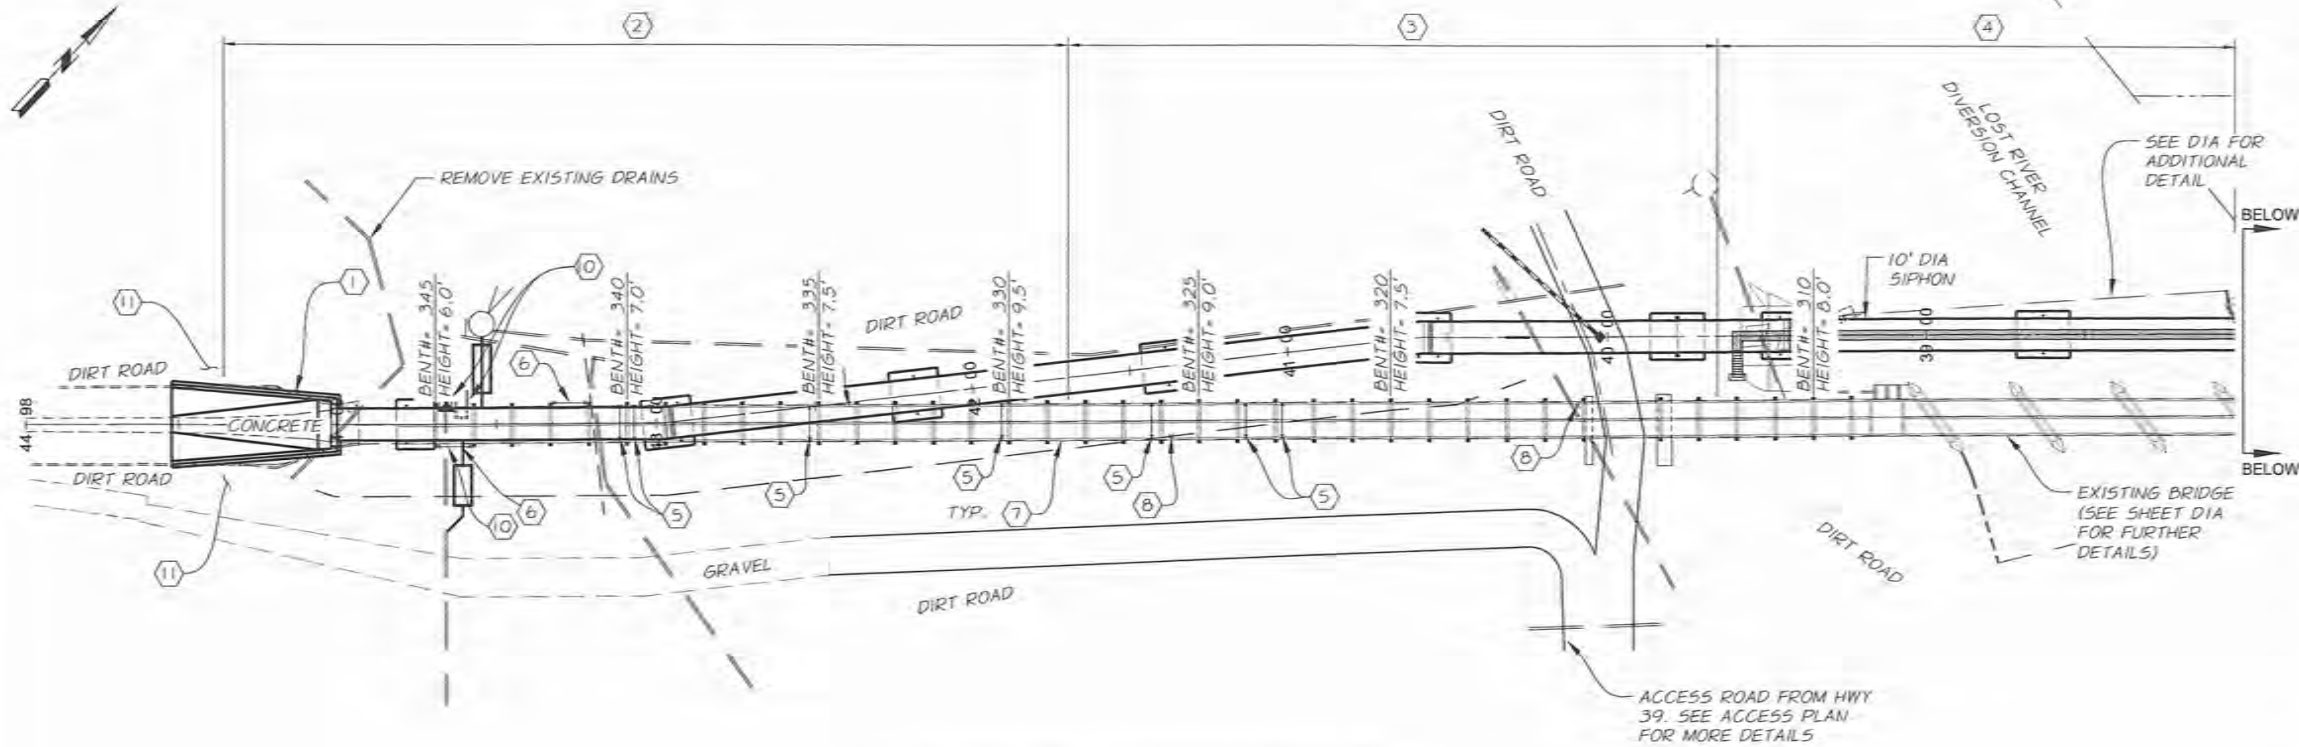 2
3
4
LOST RIVER
DIVERSION CHANNEL
DIRT ROAD
SEE D1A FOR
ADDITIONAL
DETAIL
REMOVE EXISTING DRAINS
BELOW
10
1
11
BENT#= 345
HEIGHT= 6.0'
BENT#= 340
HEIGHT= 7.0'
BENT#= 335
HEIGHT= 7.5'
BENT#= 330
HEIGHT= 9.5'
BENT#= 325
HEIGHT= 9.0'
BENT#= 320
HEIGHT= 7.5'
BENT#= 310
HEIGHT= 8.0'
10' DIA
SIPHON
DIRT ROAD
6
DIRT ROAD
42+00
41+00
40+00
39+00
44+98
CONCRETE
DIRT ROAD
8
5
5
5
5
5
8
6
10
TYP.
7
11
EXISTING BRIDGE
(SEE SHEET D1A
FOR FURTHER
DETAILS)
BELOW
DIRT ROAD
GRAVEL
DIRT ROAD
ACCESS ROAD FROM HWY
39. SEE ACCESS PLAN
FOR MORE DETAILS